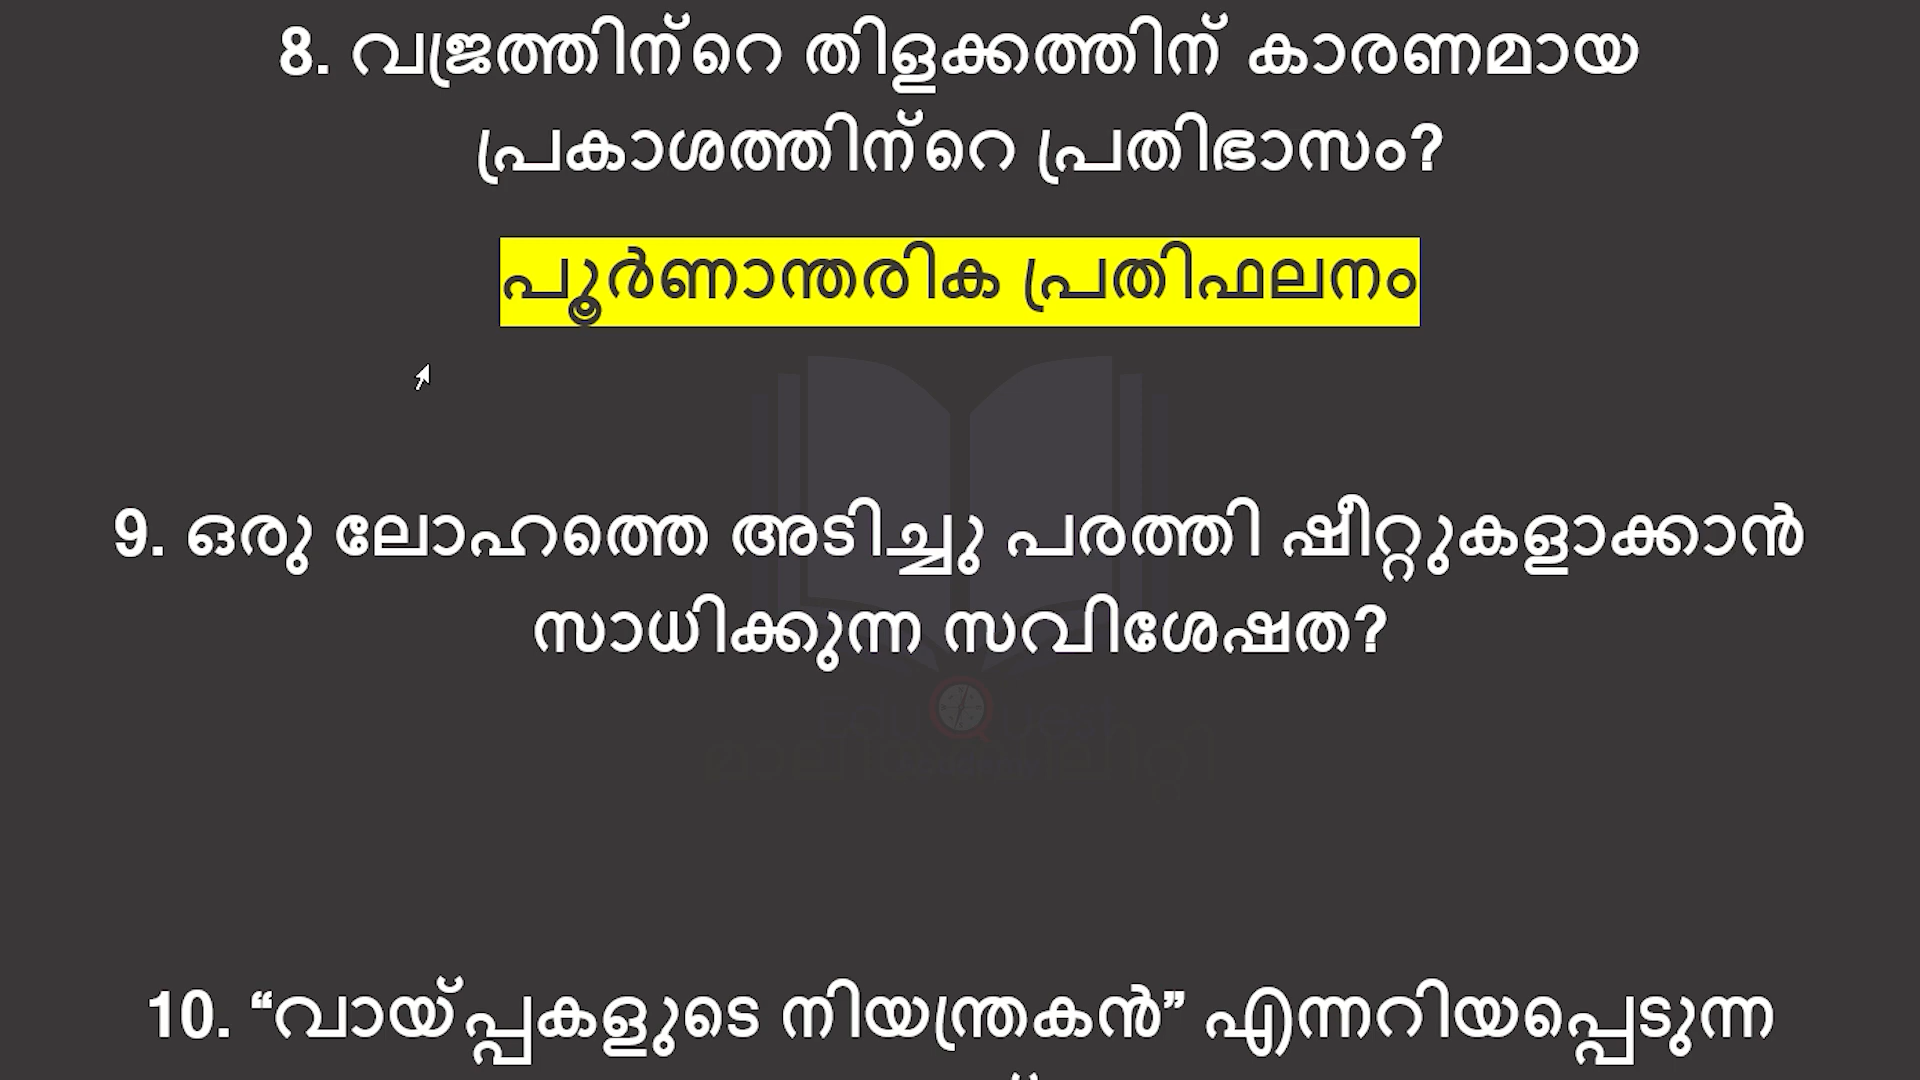 8. വജ്രത്തിന്റെ തിളക്കത്തിന് കാരണമായ
പ്രകാശത്തിന്റെ പ്രതിഭാസം?
പൂർണാന്തരിക പ്രതിഫലനം
9. ഒരു ലോഹത്തെ അടിച്ചു പരത്തി ഷീറ്റുകളാക്കാൻ
സാധിക്കുന്ന സവിശേഷത?
10. “വായ്പ്പകളുടെ നിയന്ത്രകൻ” എന്നറിയപ്പെടുന്ന